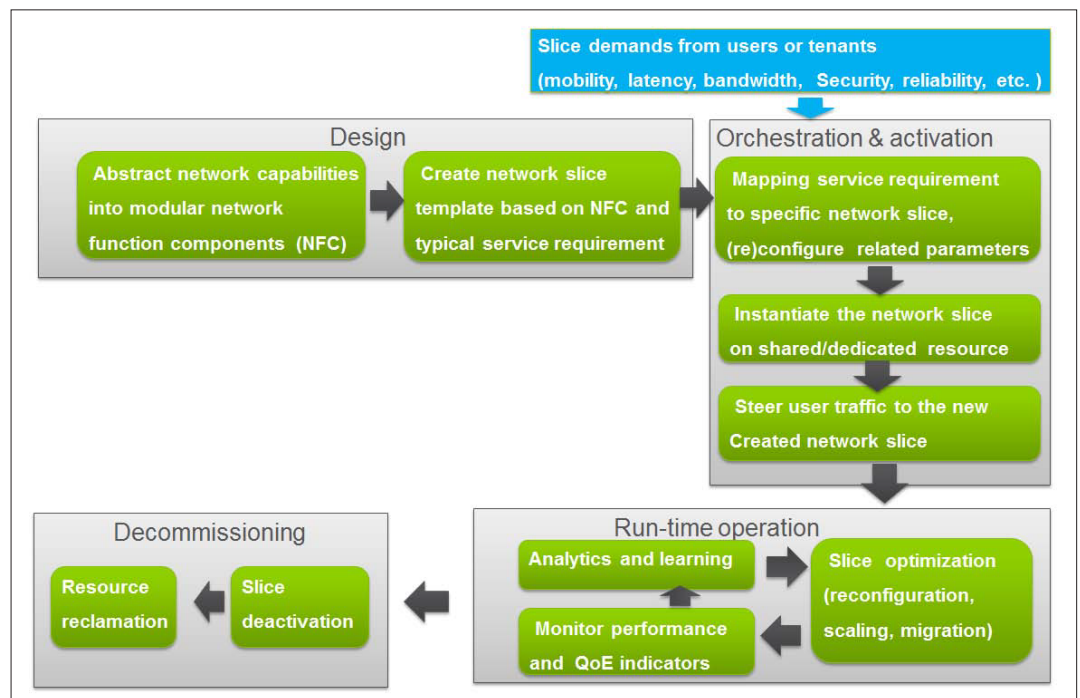 Slice demands from users or tenants
(mobility, latency, bandwidth, Security, reliability, etc. )
Design
Abstract network capabilities
into modular network
function components (NFC)
Create network slice
template based on NFC and
typical service requirement
Orchestration & activation
Mapping service requirement
to specific network slice,
(re)configure related parameters
Instantiate the network slice
on shared/dedicated resource
Steer user traffic to the new
Created network slice
Run-time operation
Analytics and learning
Slice optimization
(reconfiguration,
scaling, migration)
Monitor performance
and QoE indicators
Decommissioning
Slice
deactivation
Resource
reclamation